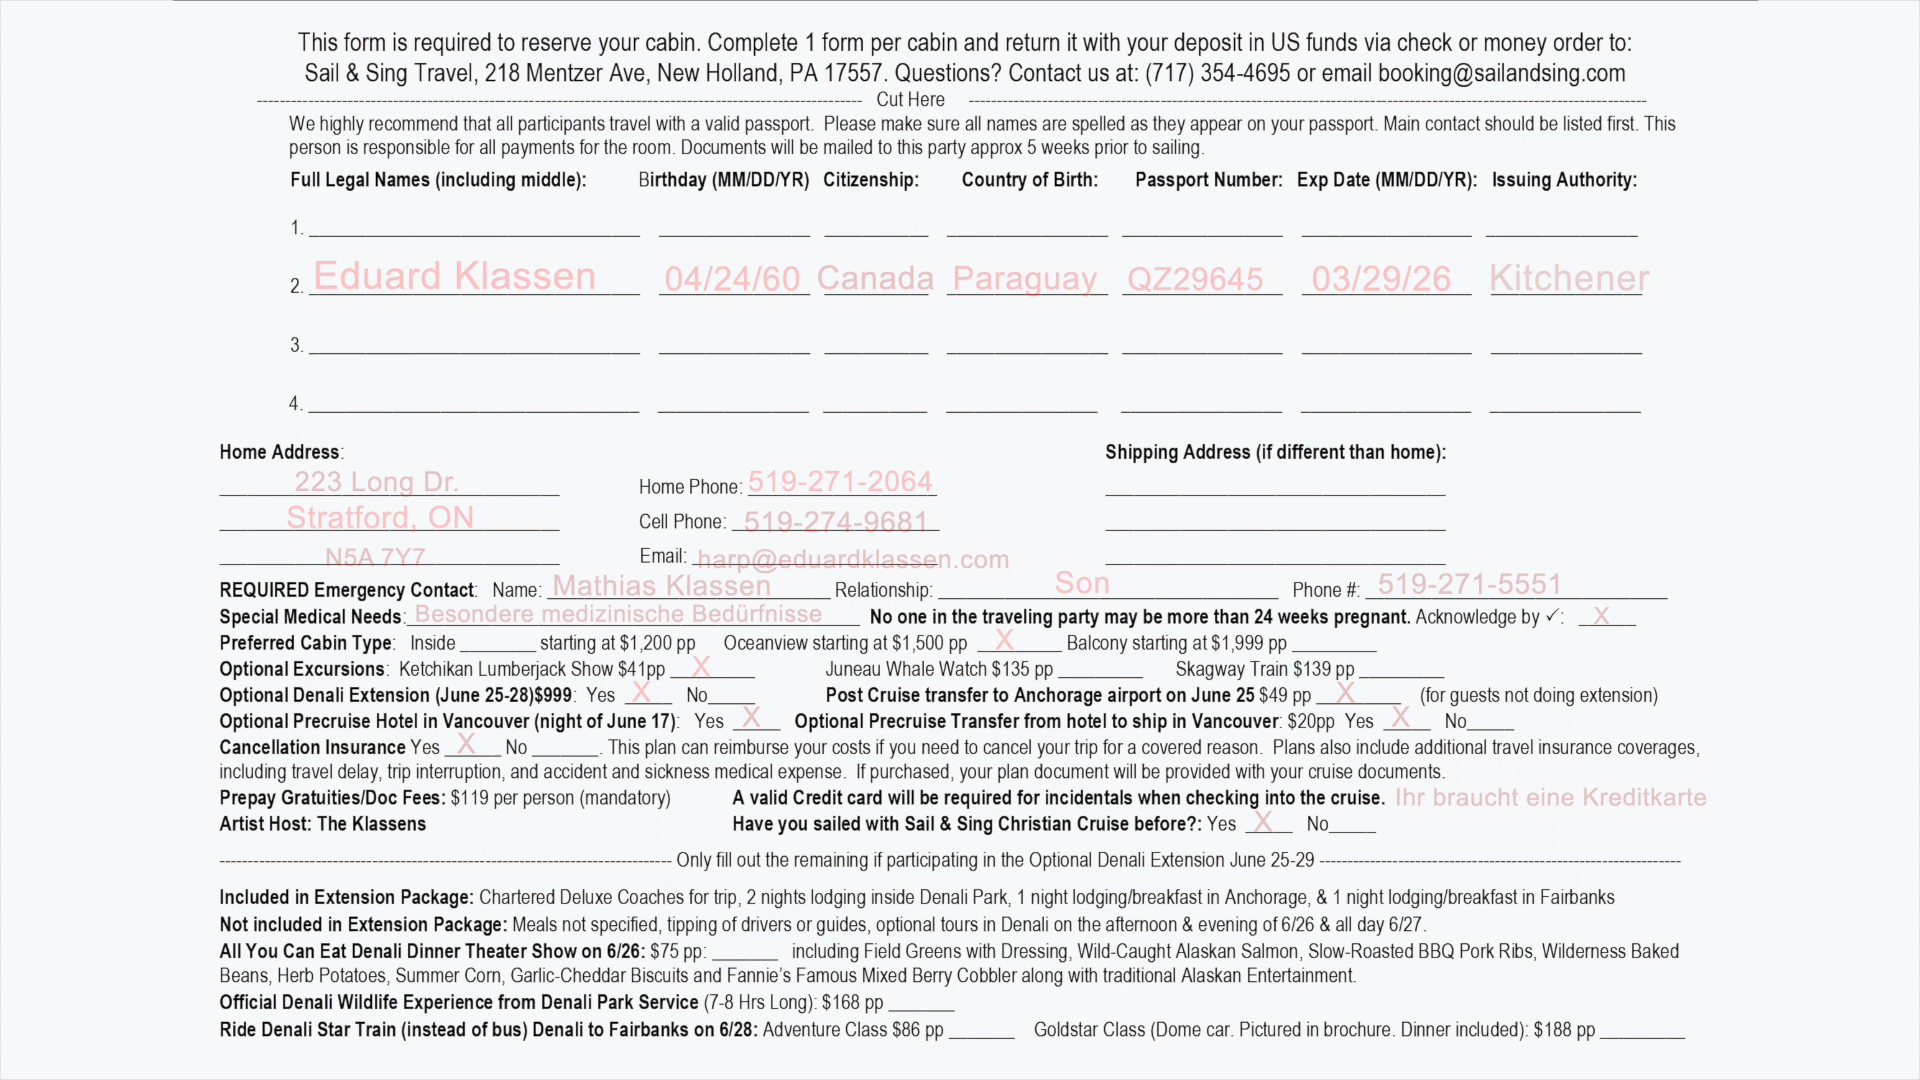 This form is required to reserve your cabin. Complete 1 form per cabin and return it with your deposit in US funds via check or money order to:
Sail & Sing Travel, 218 Mentzer Ave, New Holland, PA 17557. Questions? Contact us at: (717) 354-4695 or email booking@sailandsing.com
Cut Here
We highly recommend that all participants travel with a valid passport. Please make sure all names are spelled as they appear on your passport. Main contact should be listed first. This
person is responsible for all payments for the room. Documents will be mailed to this party approx 5 weeks prior to sailing.
Full Legal Names (including middle): Birthday (MM/DD/YR) Citizenship: Country of Birth: Passport Number: Exp Date (MM/DD/YR): Issuing Authority:
1.
2. Eduard Klassen 04/24/60 Canada Paraguay QZ29645 03/29/26 Kitchener
3.
4.
Home Address: Shipping Address (if different than home):
223 Long Dr. Home Phone: 519-271-2064
Stratford, ON Cell Phone: 519-274-9681
N5A 7Y7 Email: harp@eduardklassen.com
REQUIRED Emergency Contact: Name: Mathias Klassen Relationship: Son Phone #: 519-271-5551
Special Medical Needs: Besondere medizinische Bedürfnisse No one in the traveling party may be more than 24 weeks pregnant. Acknowledge by ✓: X
Preferred Cabin Type: Inside starting at $1,200 pp Oceanview starting at $1,500 pp X Balcony starting at $1,999 pp
Optional Excursions: Ketchikan Lumberjack Show $41pp X Juneau Whale Watch $135 pp Skagway Train $139 pp
Optional Denali Extension (June 25-28)$999: Yes X No Post Cruise transfer to Anchorage airport on June 25 $49 pp X (for guests not doing extension)
Optional Precruise Hotel in Vancouver (night of June 17): Yes X Optional Precruise Transfer from hotel to ship in Vancouver: $20pp Yes X No
Cancellation Insurance Yes X No . This plan can reimburse your costs if you need to cancel your trip for a covered reason. Plans also include additional travel insurance coverages,
including travel delay, trip interruption, and accident and sickness medical expense. If purchased, your plan document will be provided with your cruise documents.
Prepay Gratuities/Doc Fees: $119 per person (mandatory) A valid Credit card will be required for incidentals when checking into the cruise. Ihr braucht eine Kreditkarte
Artist Host: The Klassens Have you sailed with Sail & Sing Christian Cruise before?: Yes X No
Only fill out the remaining if participating in the Optional Denali Extension June 25-29
Included in Extension Package: Chartered Deluxe Coaches for trip, 2 nights lodging inside Denali Park, 1 night lodging/breakfast in Anchorage, & 1 night lodging/breakfast in Fairbanks
Not included in Extension Package: Meals not specified, tipping of drivers or guides, optional tours in Denali on the afternoon & evening of 6/26 & all day 6/27.
All You Can Eat Denali Dinner Theater Show on 6/26: $75 pp: including Field Greens with Dressing, Wild-Caught Alaskan Salmon, Slow-Roasted BBQ Pork Ribs, Wilderness Baked
Beans, Herb Potatoes, Summer Corn, Garlic-Cheddar Biscuits and Fannie's Famous Mixed Berry Cobbler along with traditional Alaskan Entertainment.
Official Denali Wildlife Experience from Denali Park Service (7-8 Hrs Long): $168 pp
Ride Denali Star Train (instead of bus) Denali to Fairbanks on 6/28: Adventure Class $86 pp Goldstar Class (Dome car. Pictured in brochure. Dinner included): $188 pp